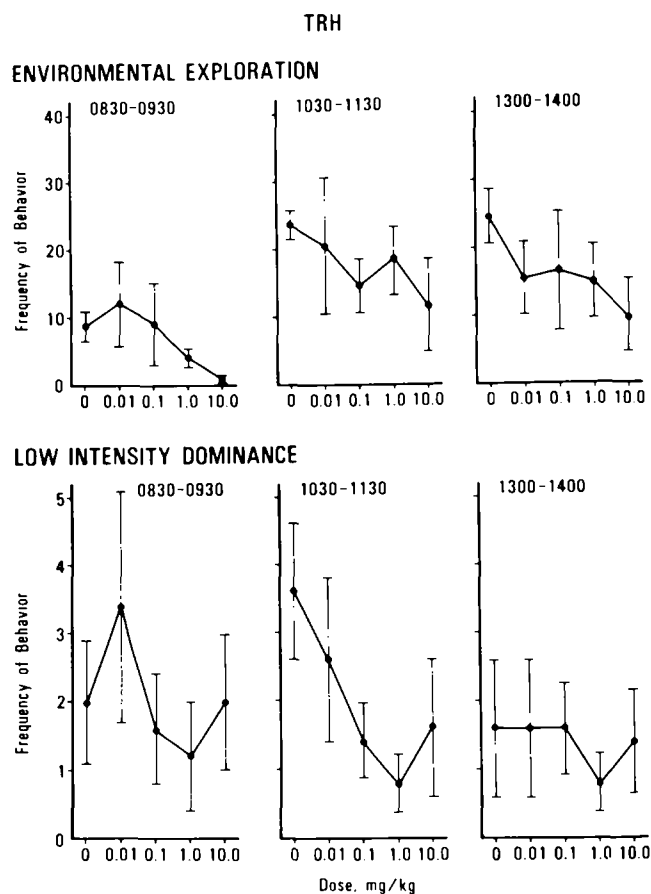 TRH
ENVIRONMENTAL EXPLORATION
0830-0930 1030-1130 1300-1400
Frequency of Behavior
40
30
20
10
0
0 0.01 0.1 1.0 10.0 0 0.01 0.1 1.0 10.0 0 0.01 0.1 1.0 10.0
LOW INTENSITY DOMINANCE
0830-0930 1030-1130 1300-1400
Frequency of Behavior
5
4
3
2
1
0
0 0.01 0.1 1.0 10.0 0 0.01 0.1 1.0 10.0 0 0.01 0.1 1.0 10.0
Dose, mg/kg